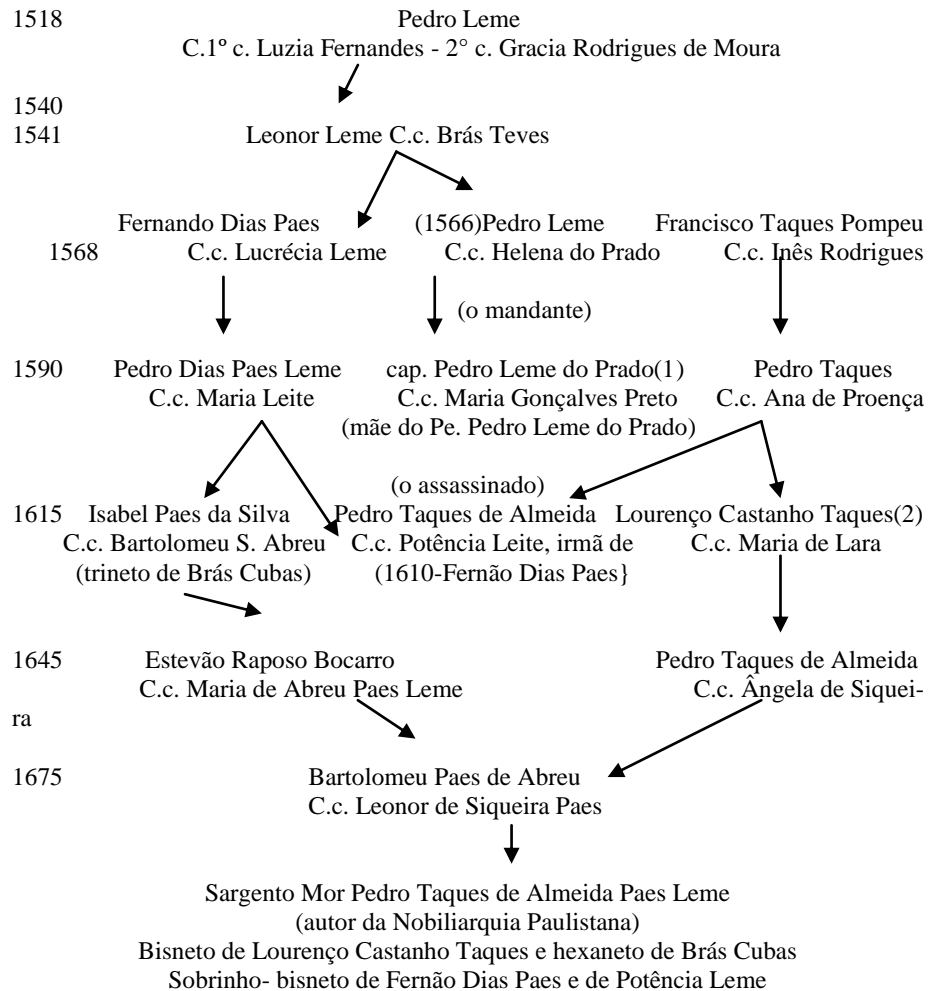 1518 Pedro Leme
C.1º c. Luzia Fernandes - 2° c. Gracia Rodrigues de Moura
1540
1541 Leonor Leme C.c. Brás Teves
Fernando Dias Paes (1566)Pedro Leme Francisco Taques Pompeu
1568 C.c. Lucrécia Leme C.c. Helena do Prado C.c. Inês Rodrigues
(o mandante)
1590 Pedro Dias Paes Leme cap. Pedro Leme do Prado(1) Pedro Taques
C.c. Maria Leite C.c. Maria Gonçalves Preto C.c. Ana de Proença
(mãe do Pe. Pedro Leme do Prado)
(o assassinado)
1615 Isabel Paes da Silva Pedro Taques de Almeida Lourenço Castanho Taques(2)
C.c. Bartolomeu S. Abreu C.c. Potência Leite, irmã de C.c. Maria de Lara
(trineto de Brás Cubas) (1610-Fernão Dias Paes}
1645 Estevão Raposo Bocarro Pedro Taques de Almeida
C.c. Maria de Abreu Paes Leme C.c. Ângela de Siquei-
ra
1675 Bartolomeu Paes de Abreu
C.c. Leonor de Siqueira Paes
Sargento Mor Pedro Taques de Almeida Paes Leme
(autor da Nobiliarquia Paulistana)
Bisneto de Lourenço Castanho Taques e hexaneto de Brás Cubas
Sobrinho- bisneto de Fernão Dias Paes e de Potência Leme